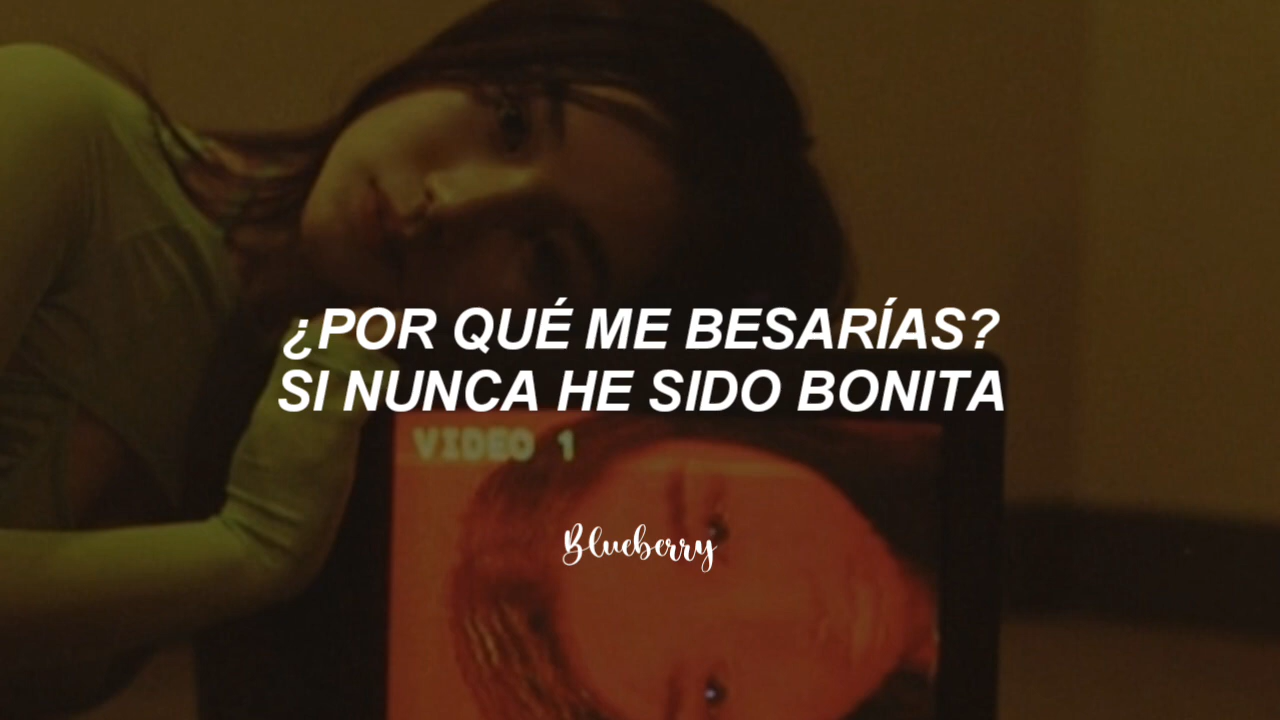 ¿POR QUÉ ME BESARÍAS?
SI NUNCA HE SIDO BONITA
VIDEO 1
Blueberry